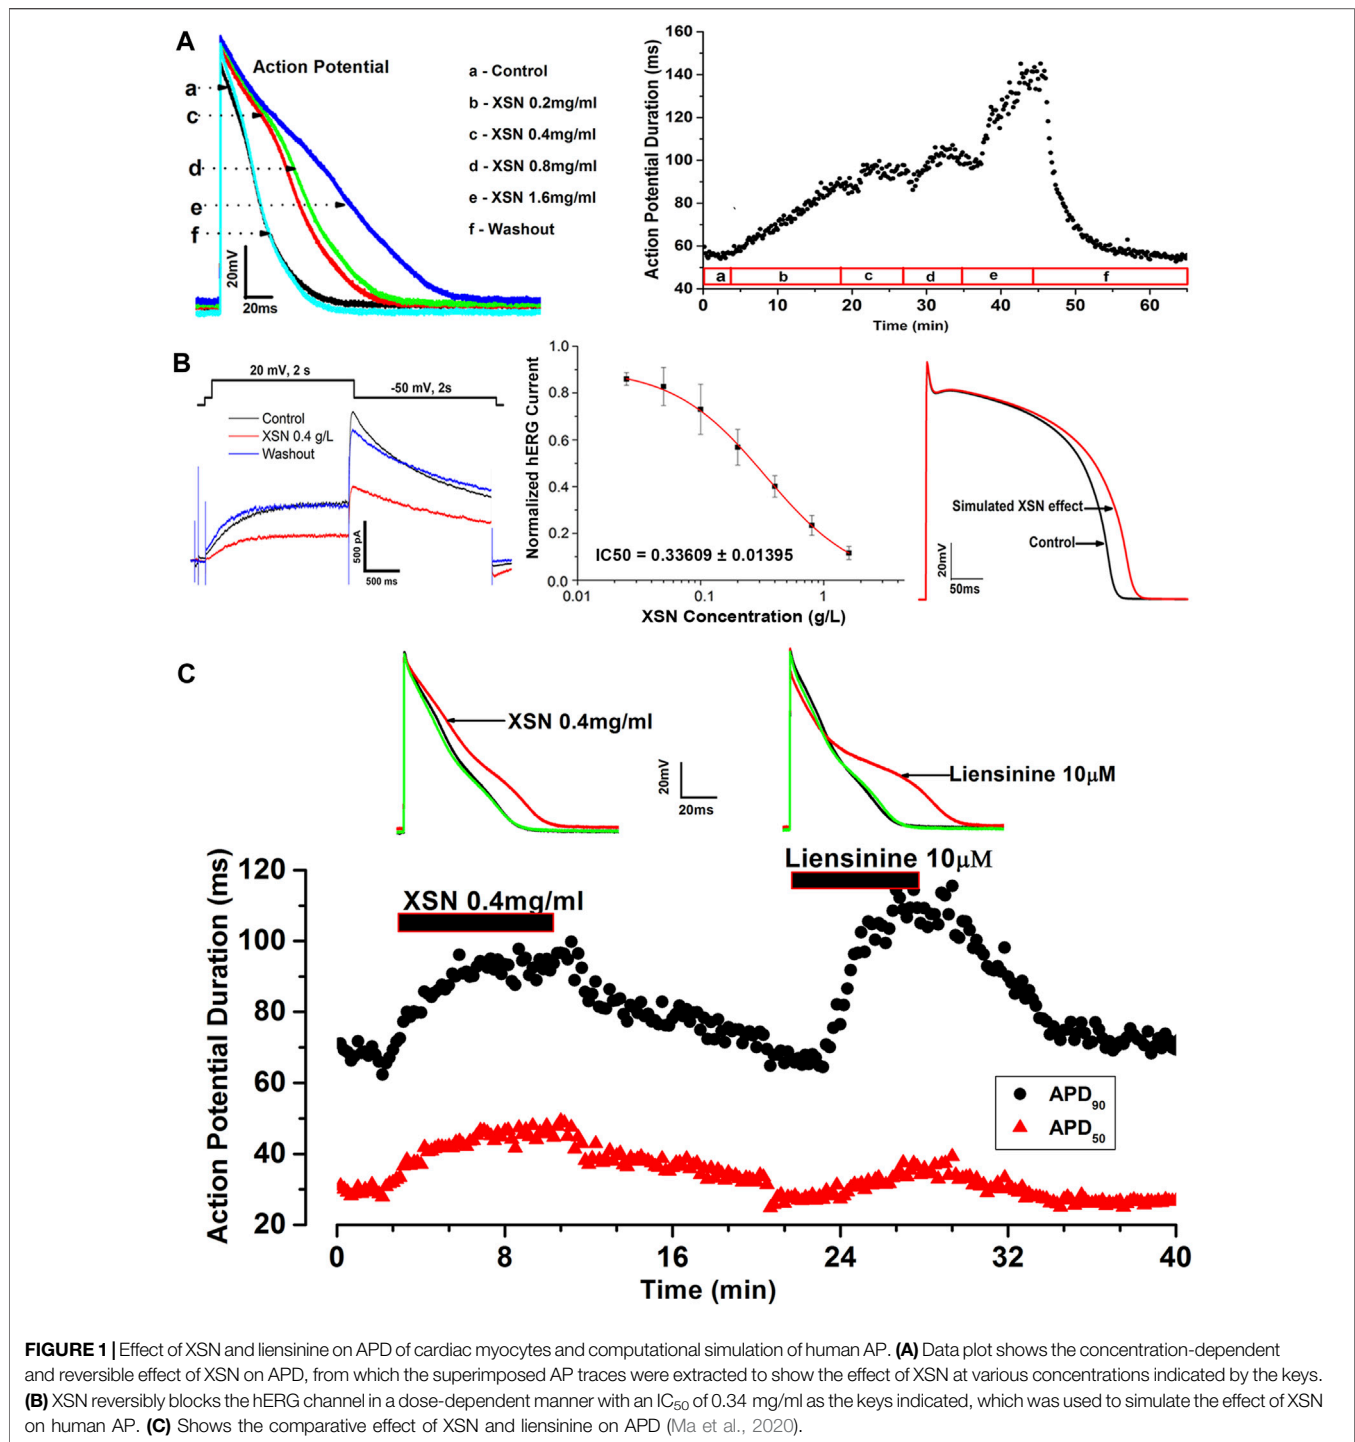 A
Action Potential
a
c
d
e
f
20mV
20ms
a - Control
b - XSN 0.2mg/ml
c - XSN 0.4mg/ml
d - XSN 0.8mg/ml
e - XSN 1.6mg/ml
f - Washout
Action Potential Duration (ms)
160
140
120
100
80
60
40
a b c d e f
0 10 20 30 40 50 60
Time (min)
B
20 mV, 2 s
-50 mV, 2s
Control
XSN 0.4 g/L
Washout
500 pA
500 ms
Normalized hERG Current
1.0
0.8
0.6
0.4
0.2
0.0
IC50 = 0.33609 ± 0.01395
0.01 0.1 1
XSN Concentration (g/L)
Simulated XSN effect
Control
20mV
50ms
C
XSN 0.4mg/ml
20mV
20ms
Liensinine 10µM
Action Potential Duration (ms)
120
100
80
60
40
20
XSN 0.4mg/ml
Liensinine 10µM
APD90
APD50
0 8 16 24 32 40
Time (min)
FIGURE 1 | Effect of XSN and liensinine on APD of cardiac myocytes and computational simulation of human AP. (A) Data plot shows the concentration-dependent
and reversible effect of XSN on APD, from which the superimposed AP traces were extracted to show the effect of XSN at various concentrations indicated by the keys.
(B) XSN reversibly blocks the hERG channel in a dose-dependent manner with an IC50 of 0.34 mg/ml as the keys indicated, which was used to simulate the effect of XSN
on human AP. (C) Shows the comparative effect of XSN and liensinine on APD (Ma et al., 2020).